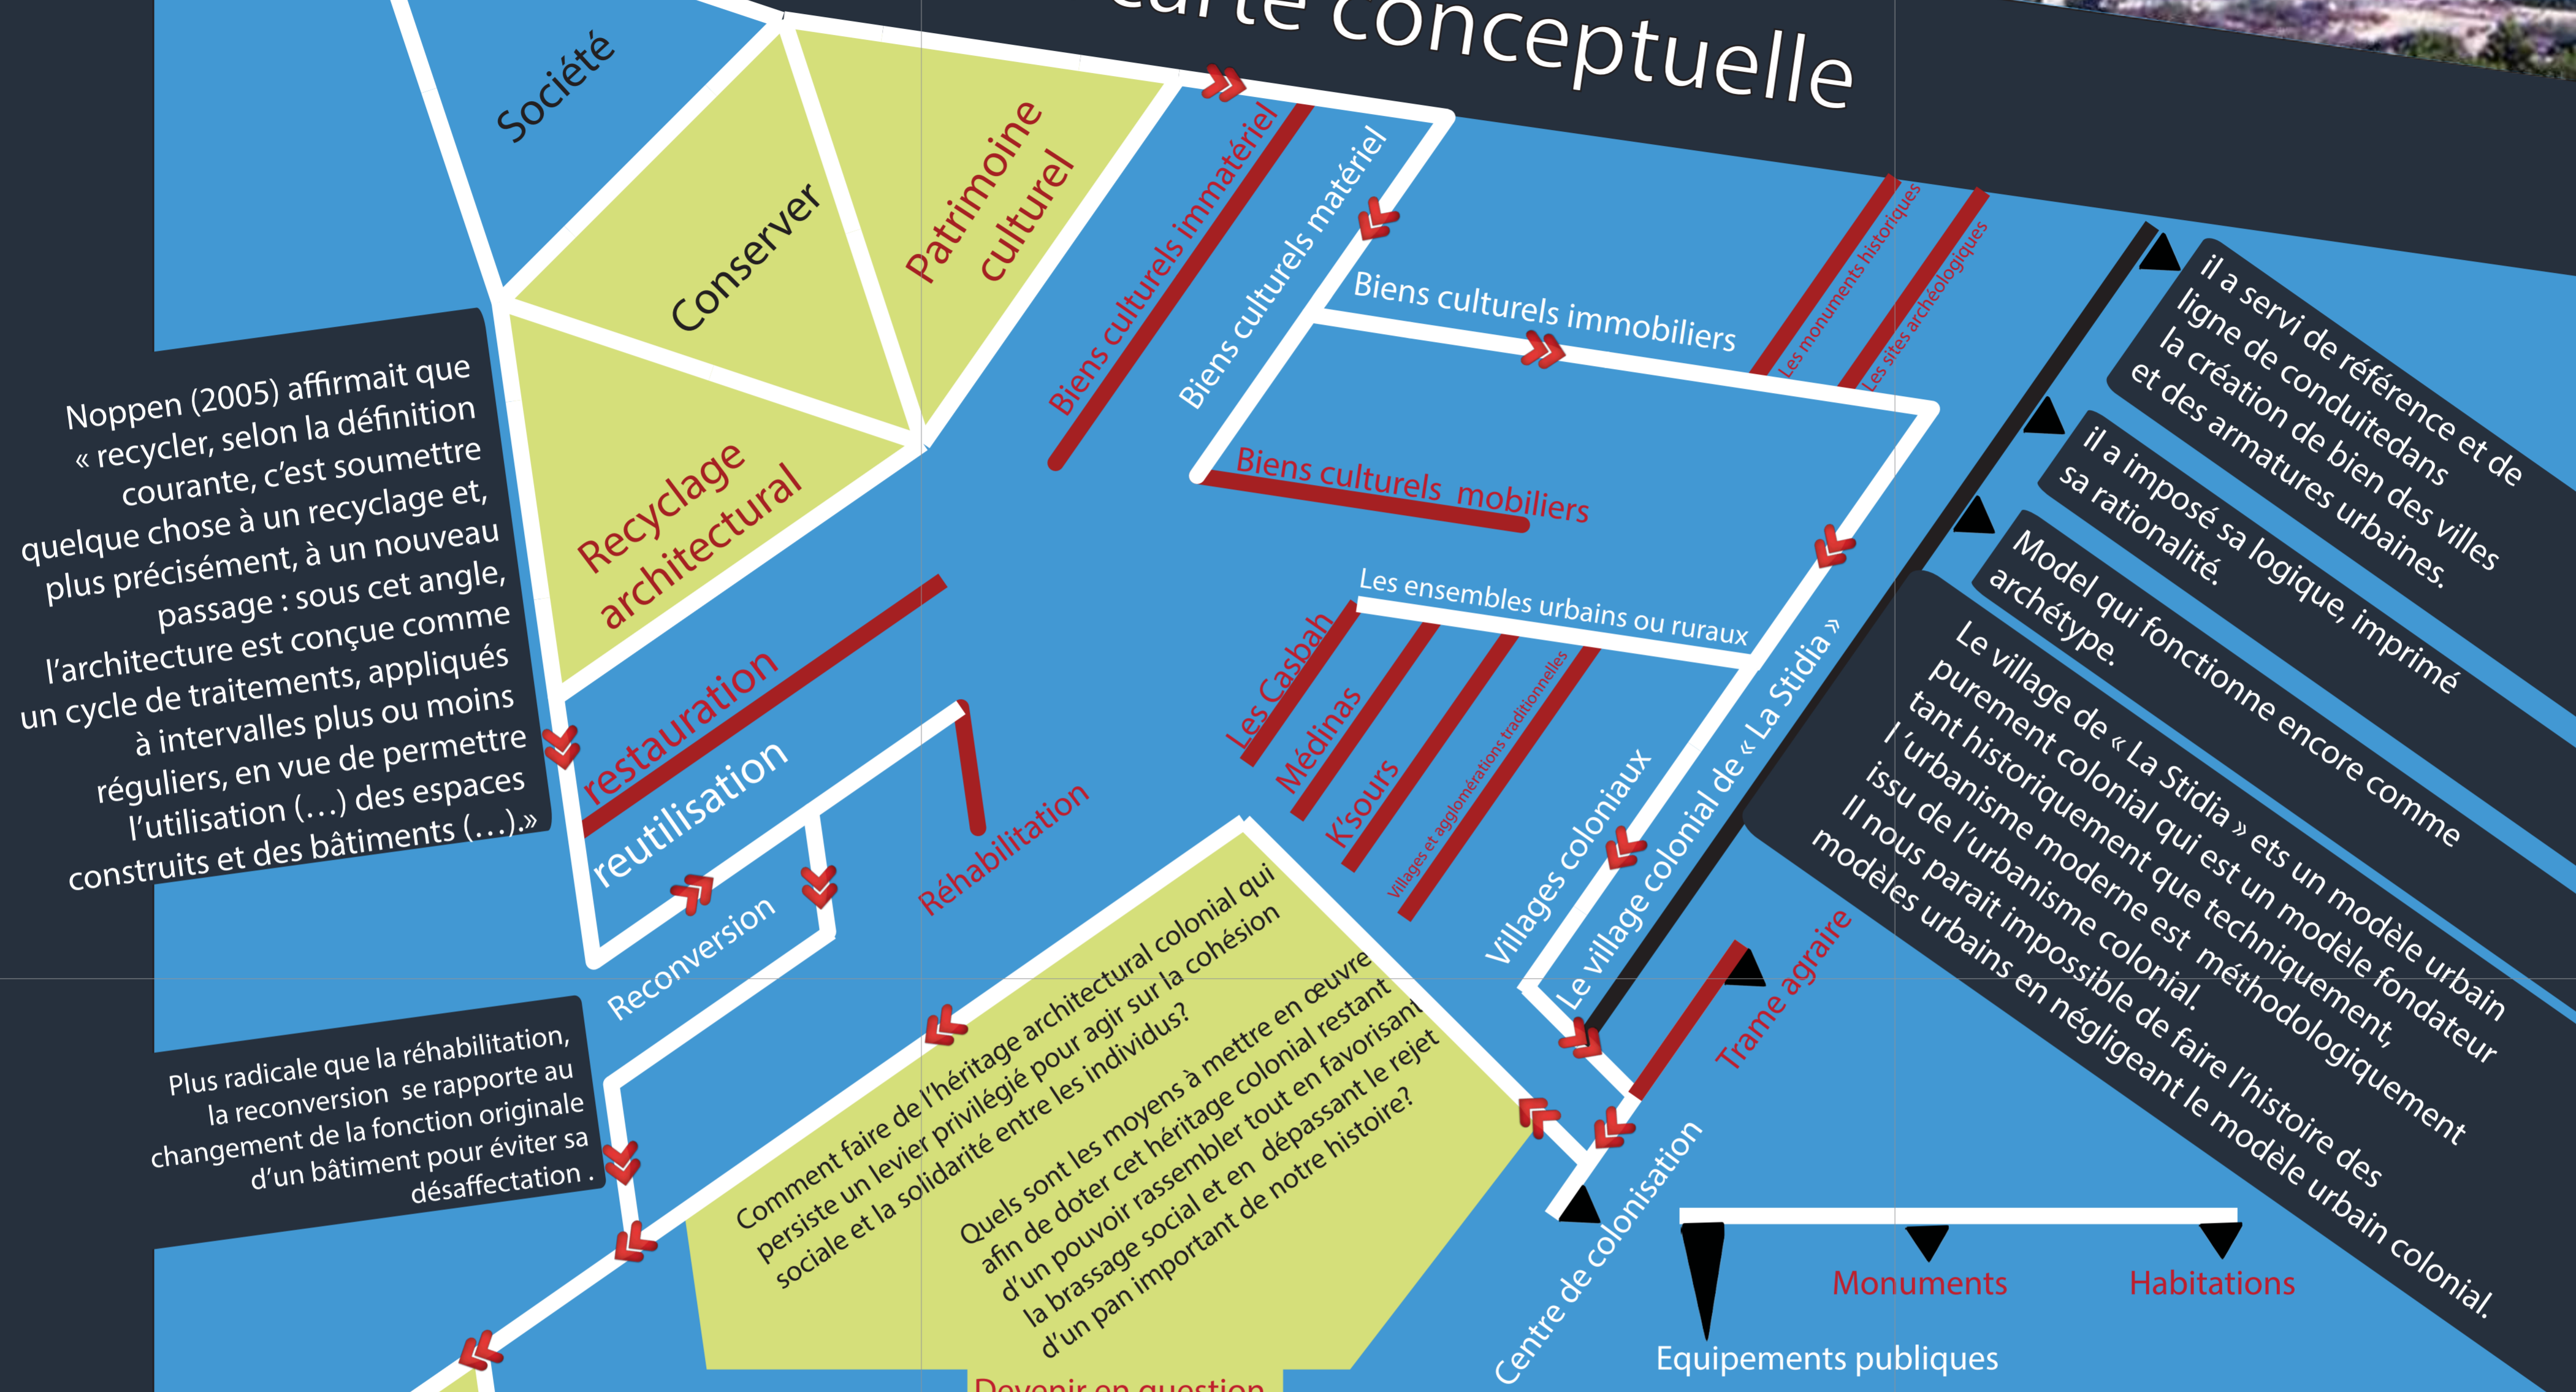 carte conceptuelle
Société
Conserver
Patrimoine
culturel
Recyclage
architectural
Biens culturels immatériel
Biens culturels matériel
Biens culturels immobiliers
Les monuments historiques
Les sites archéologiques
Biens culturels mobiliers
Les ensembles urbains ou ruraux
Les Casbah
Médinas
K'sours
Villages et agglomérations traditionnelles
Villages coloniaux
Le village colonial de « La Stidia »
il a servi de référence et de
ligne de conduitedans
la création de bien des villes
et des armatures urbaines.
il a imposé sa logique, imprimé
sa rationalité.
Model qui fonctionne encore comme
archétype.
Le village de « La Stidia » ets un modèle urbain
purement colonial qui est un modèle fondateur
tant historiquement que techniquement,
l 'urbanisme moderne est méthodologiquement
issu de l'urbanisme colonial.
Il nous parait impossible de faire l'histoire des
modèles urbains en négligeant le modèle urbain colonial.
Noppen (2005) affirmait que
« recycler, selon la définition
courante, c'est soumettre
quelque chose à un recyclage et,
plus précisément, à un nouveau
passage : sous cet angle,
l'architecture est conçue comme
un cycle de traitements, appliqués
à intervalles plus ou moins
réguliers, en vue de permettre
l'utilisation (…) des espaces
construits et des bâtiments (…).»
restauration
reutilisation
Réhabilitation
Reconversion
Plus radicale que la réhabilitation,
la reconversion se rapporte au
changement de la fonction originale
d'un bâtiment pour éviter sa
désaffectation .
Comment faire de l'héritage architectural colonial qui
persiste un levier privilégié pour agir sur la cohésion
sociale et la solidarité entre les individus?
Quels sont les moyens à mettre en œuvre
afin de doter cet héritage colonial restant
d'un pouvoir rassembler tout en favorisant
la brassage social et en dépassant le rejet
d'un pan important de notre histoire?
Trame agraire
Centre de colonisation
Monuments
Habitations
Equipements publiques
Devenir en question